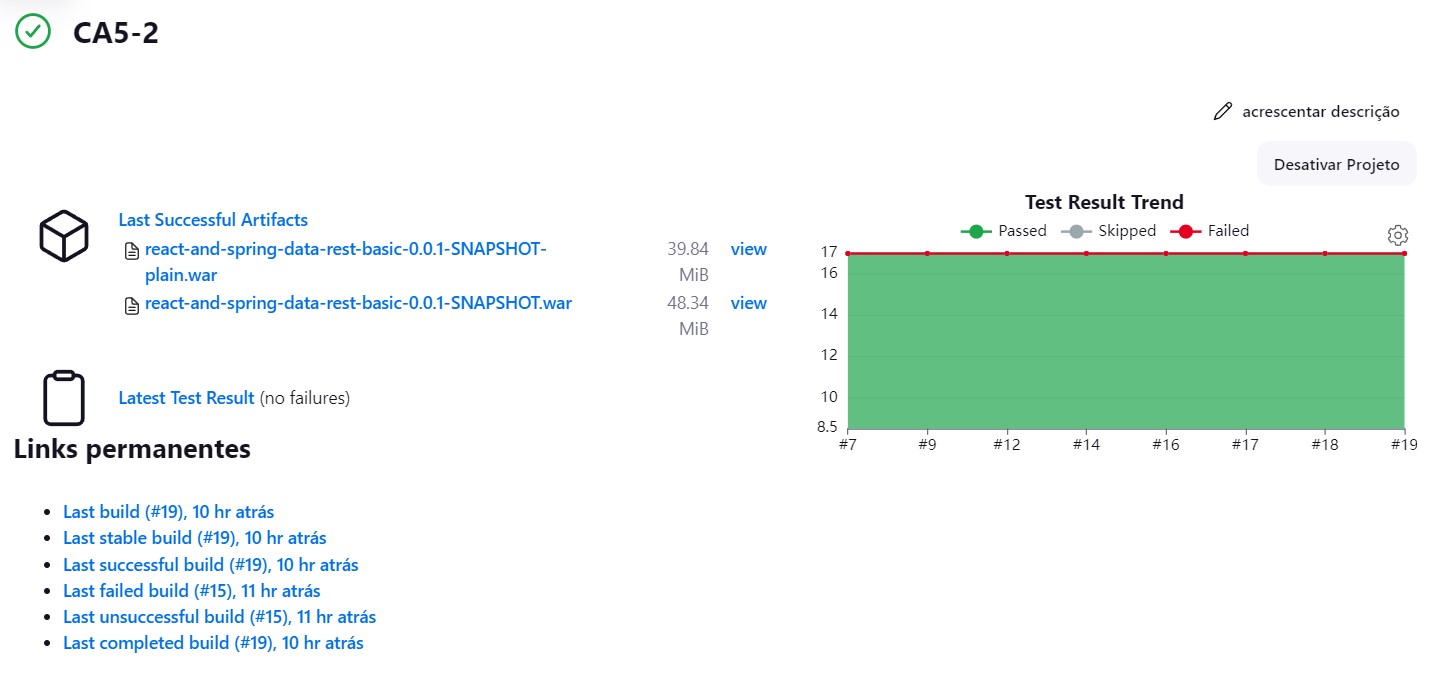 CA5-2
acrescentar descrição
Desativar Projeto
Last Successful Artifacts
react-and-spring-data-rest-basic-0.0.1-SNAPSHOT-
plain.war
39.84
MiB
view
react-and-spring-data-rest-basic-0.0.1-SNAPSHOT.war
48.34
MiB
view
Latest Test Result (no failures)
Test Result Trend
Passed Skipped Failed
17
16
14
12
10
8.5
#7 #9 #12 #14 #16 #17 #18 #19
Links permanentes
Last build (#19), 10 hr atrás
Last stable build (#19), 10 hr atrás
Last successful build (#19), 10 hr atrás
Last failed build (#15), 11 hr atrás
Last unsuccessful build (#15), 11 hr atrás
Last completed build (#19), 10 hr atrás